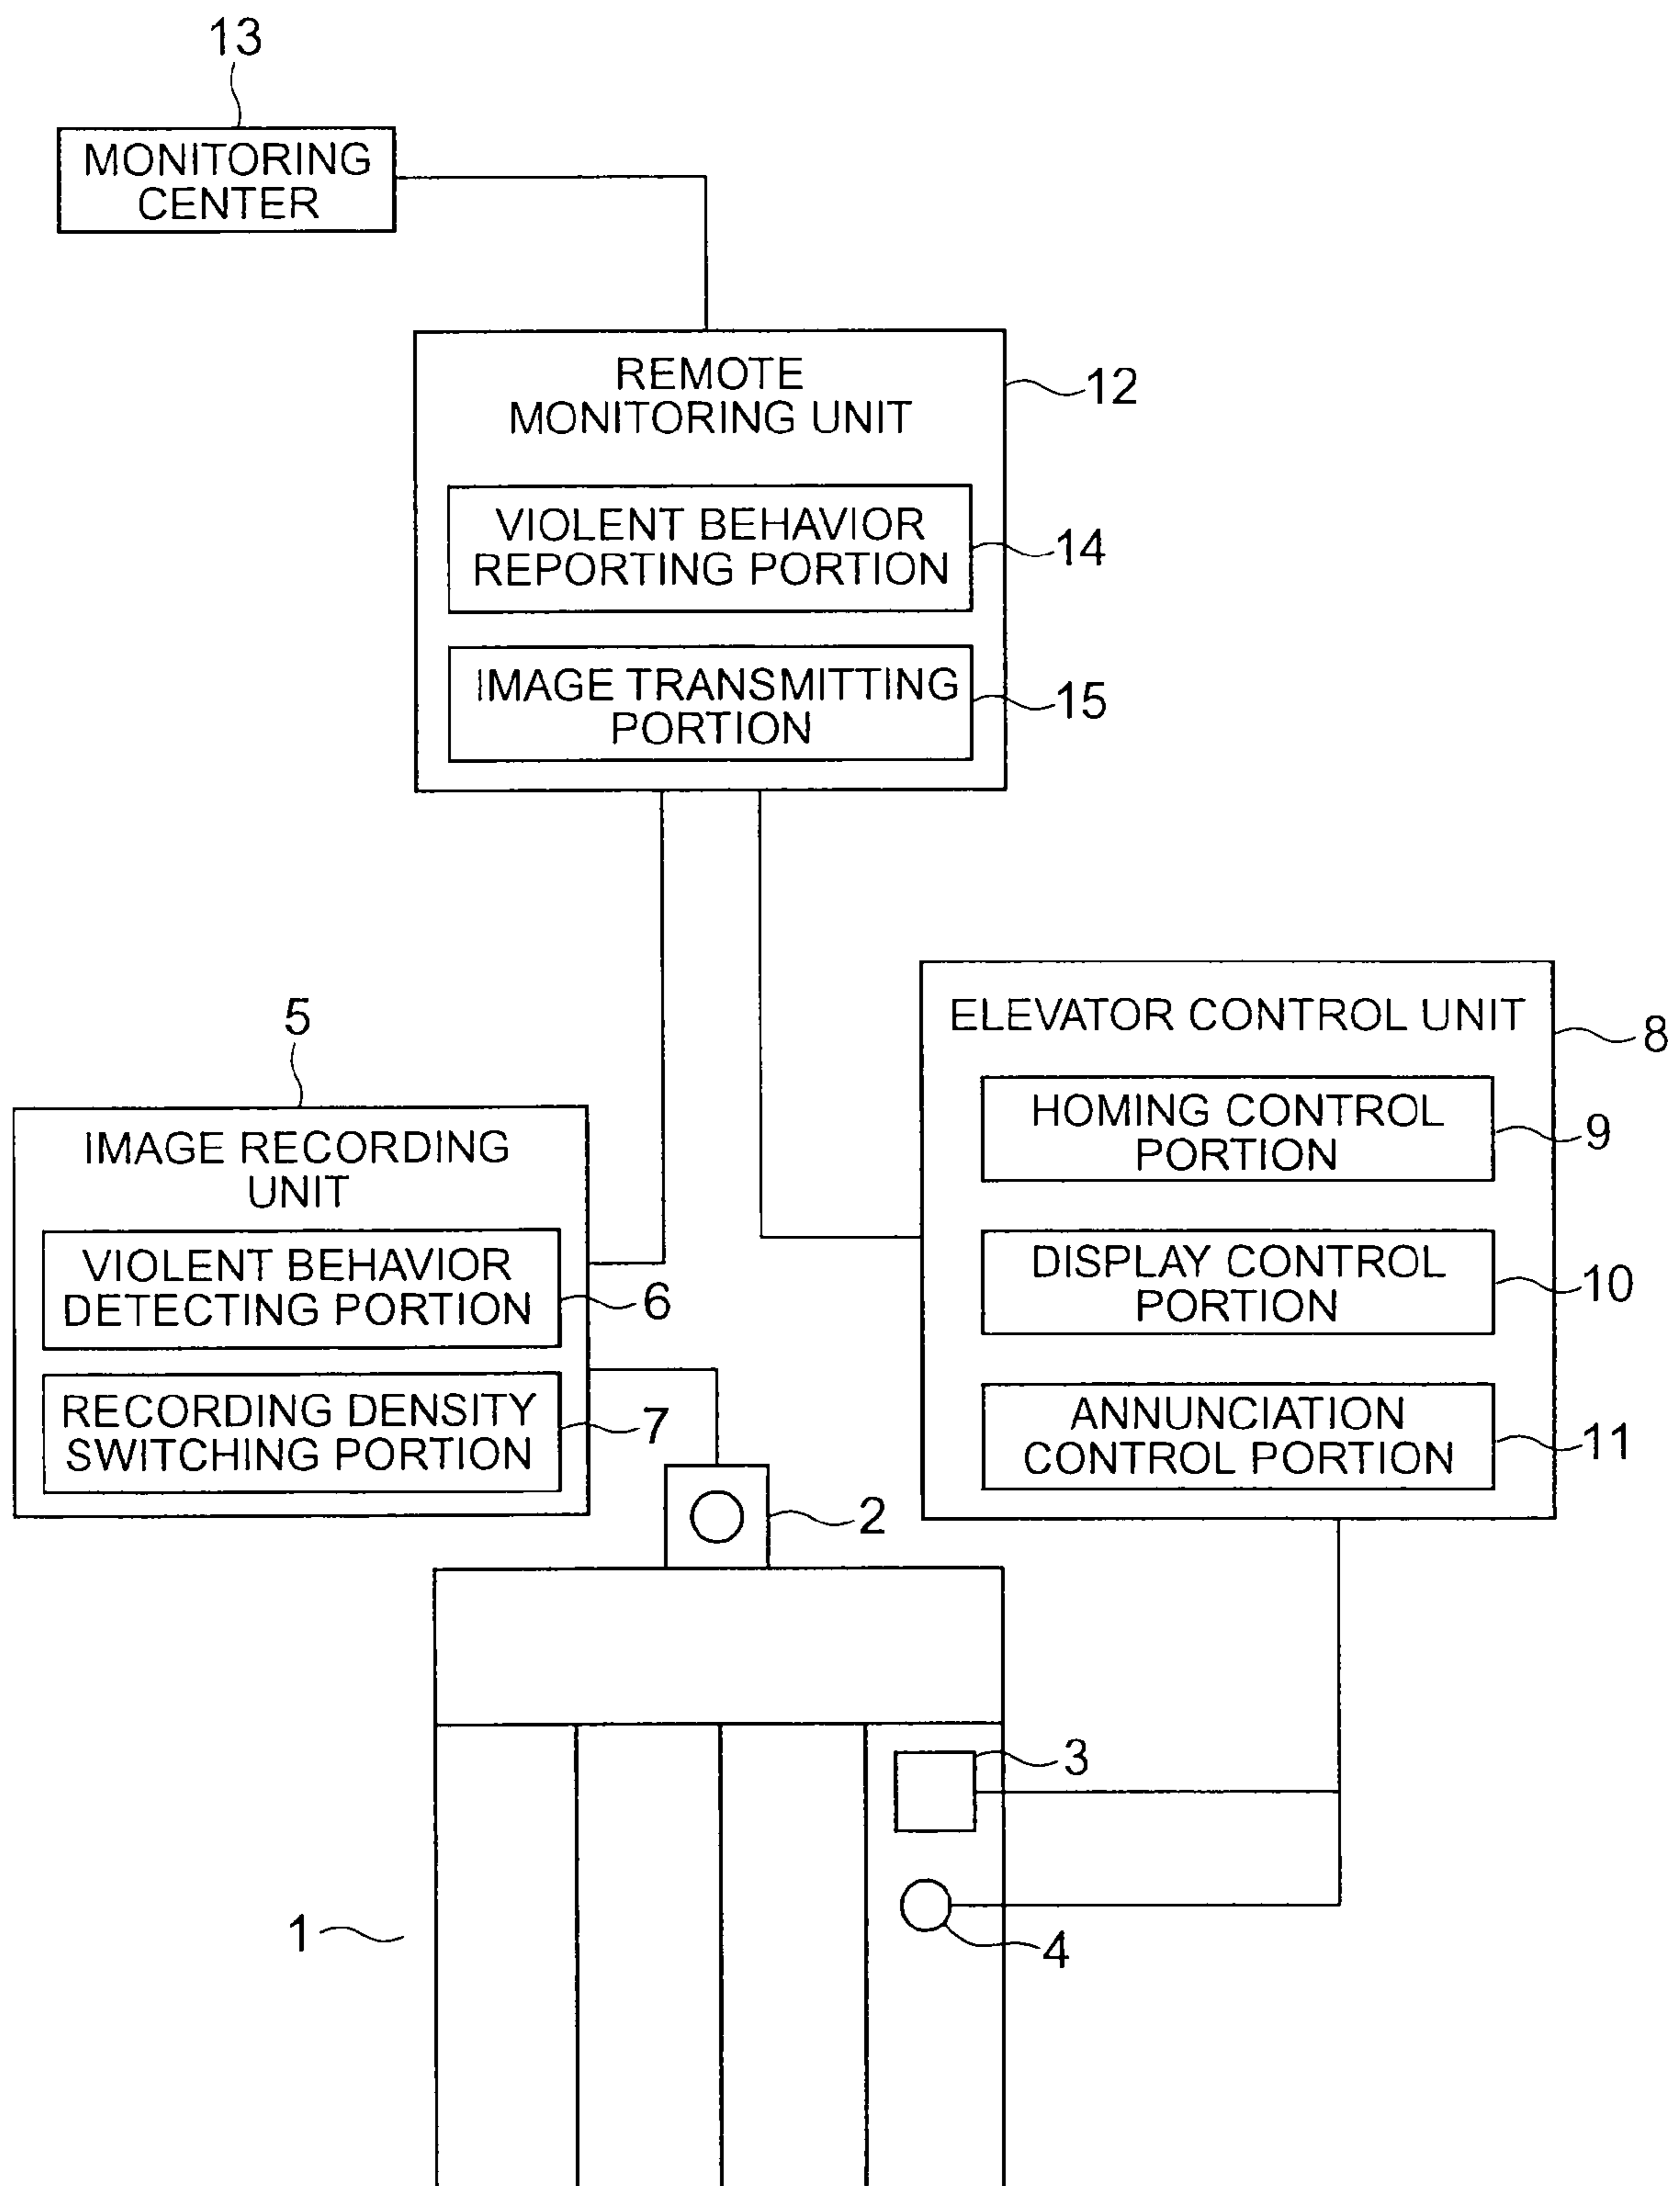 13
MONITORING
CENTER
REMOTE
MONITORING UNIT
12
VIOLENT BEHAVIOR
REPORTING PORTION
14
IMAGE TRANSMITTING
PORTION
15
5
IMAGE RECORDING
UNIT
VIOLENT BEHAVIOR
DETECTING PORTION
6
RECORDING DENSITY
SWITCHING PORTION
7
ELEVATOR CONTROL UNIT
8
HOMING CONTROL
PORTION
9
DISPLAY CONTROL
PORTION
10
ANNUNCIATION
CONTROL PORTION
11
2
3
4
1